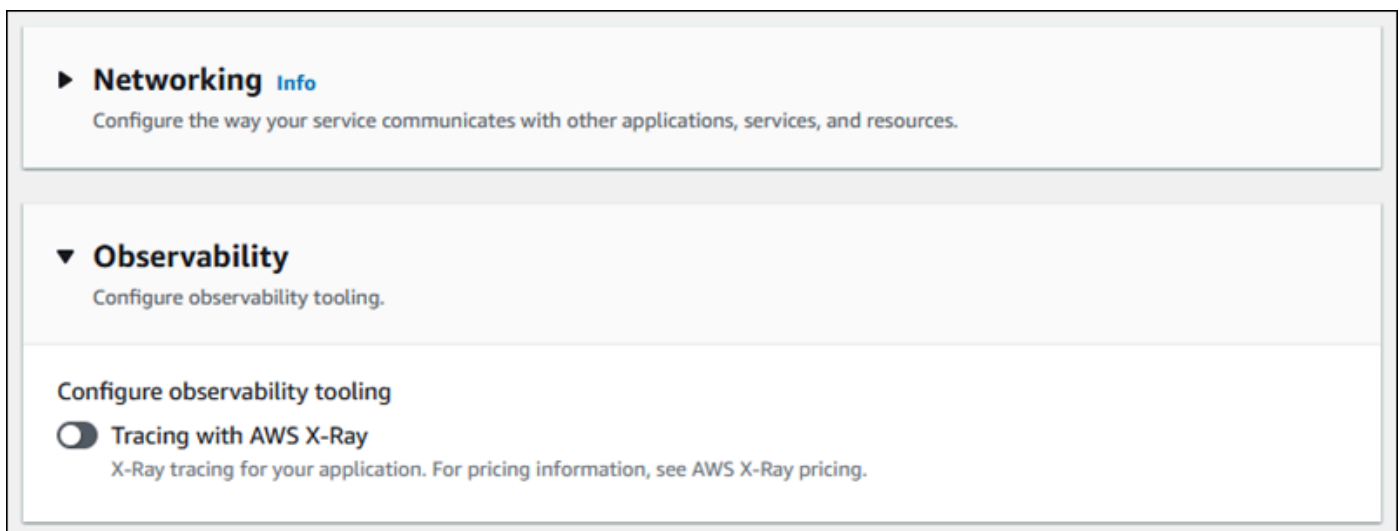 Networking Info
Configure the way your service communicates with other applications, services, and resources.
Observability
Configure observability tooling.
Configure observability tooling
Tracing with AWS X-Ray
X-Ray tracing for your application. For pricing information, see AWS X-Ray pricing.